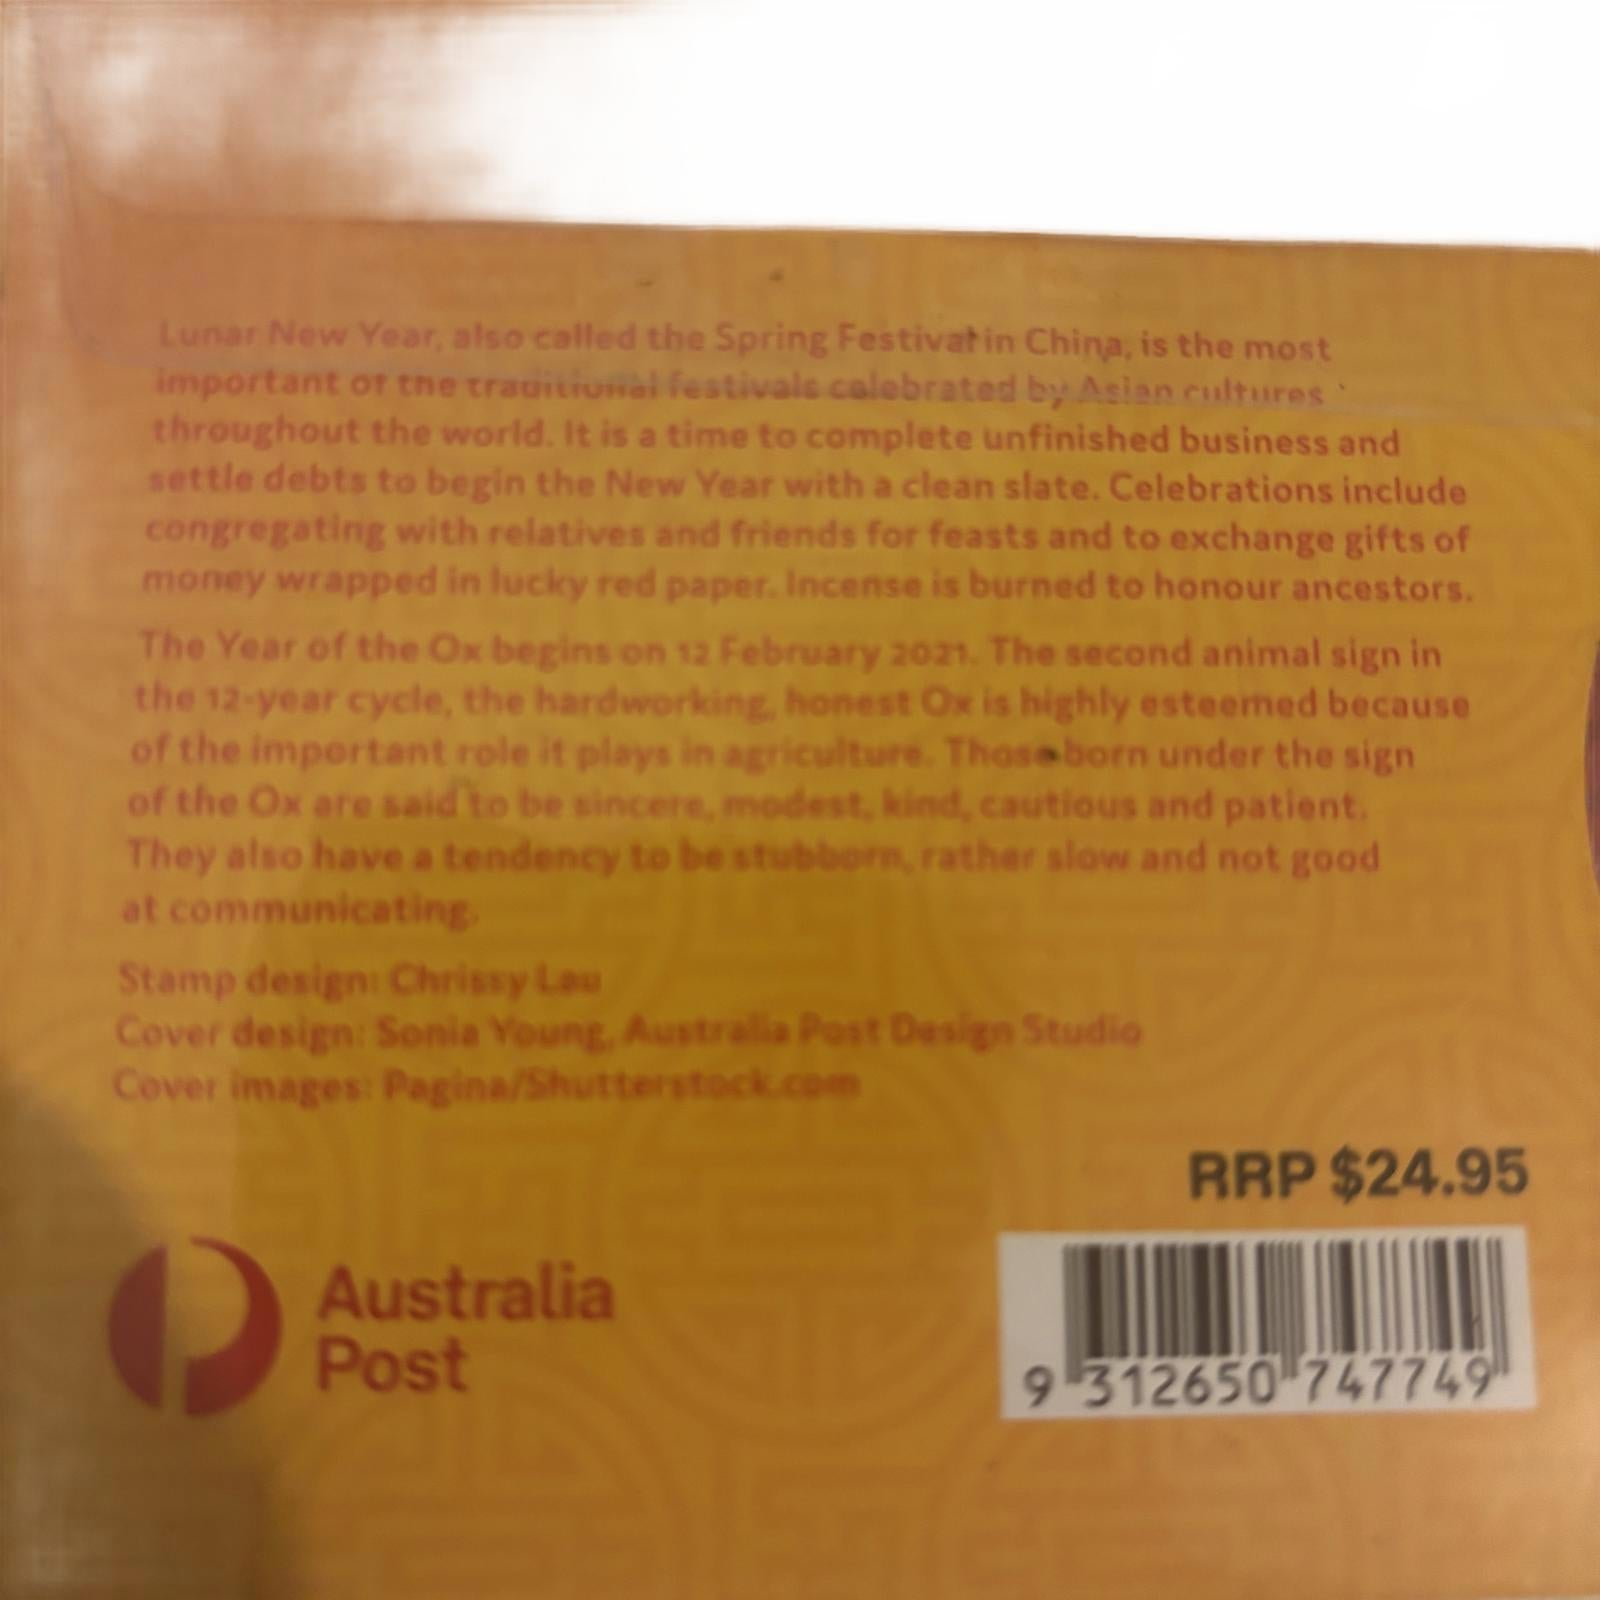 Lunar New Year, also called the Spring Festival in China, is the most
important of the traditional festivals celebrated by Asian cultures
throughout the world. It is a time to complete unfinished business and
settle debts to begin the New Year with a clean slate. Celebrations include
congregating with relatives and friends for feasts and to exchange gifts of
money wrapped in lucky red paper. Incense is burned to honour ancestors.
The Year of the Ox begins on 12 February 2021. The second animal sign in
the 12-year cycle, the hardworking, honest Ox is highly esteemed because
of the important role it plays in agriculture. Those born under the sign
of the Ox are said to be sincere, modest, kind, cautious and patient.
They also have a tendency to be stubborn, rather slow and not good
at communicating.
Stamp design: Chrissy Lau
Cover design: Sonia Young, Australia Post Design Studio
Cover images: Pagina/Shutterstock.com
RRP $24.95
Australia
Post
9 312650 747749